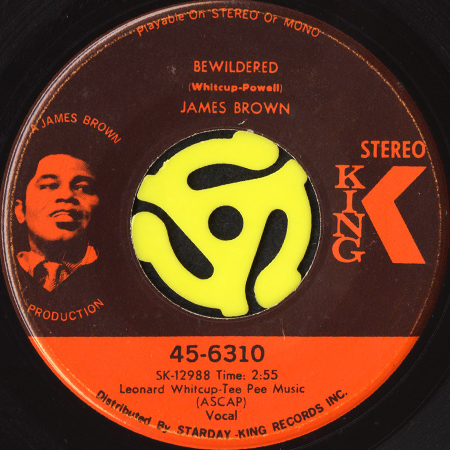 Playable On STEREO Or MONO
BEWILDERED
(Whitcup-Powell)
JAMES BROWN
A JAMES BROWN
PRODUCTION
STEREO
KING
45-6310
SK-12988 Time: 2:55
Leonard Whitcup-Tee Pee Music
(ASCAP)
Vocal
Distributed By STARDAY-KING RECORDS INC.